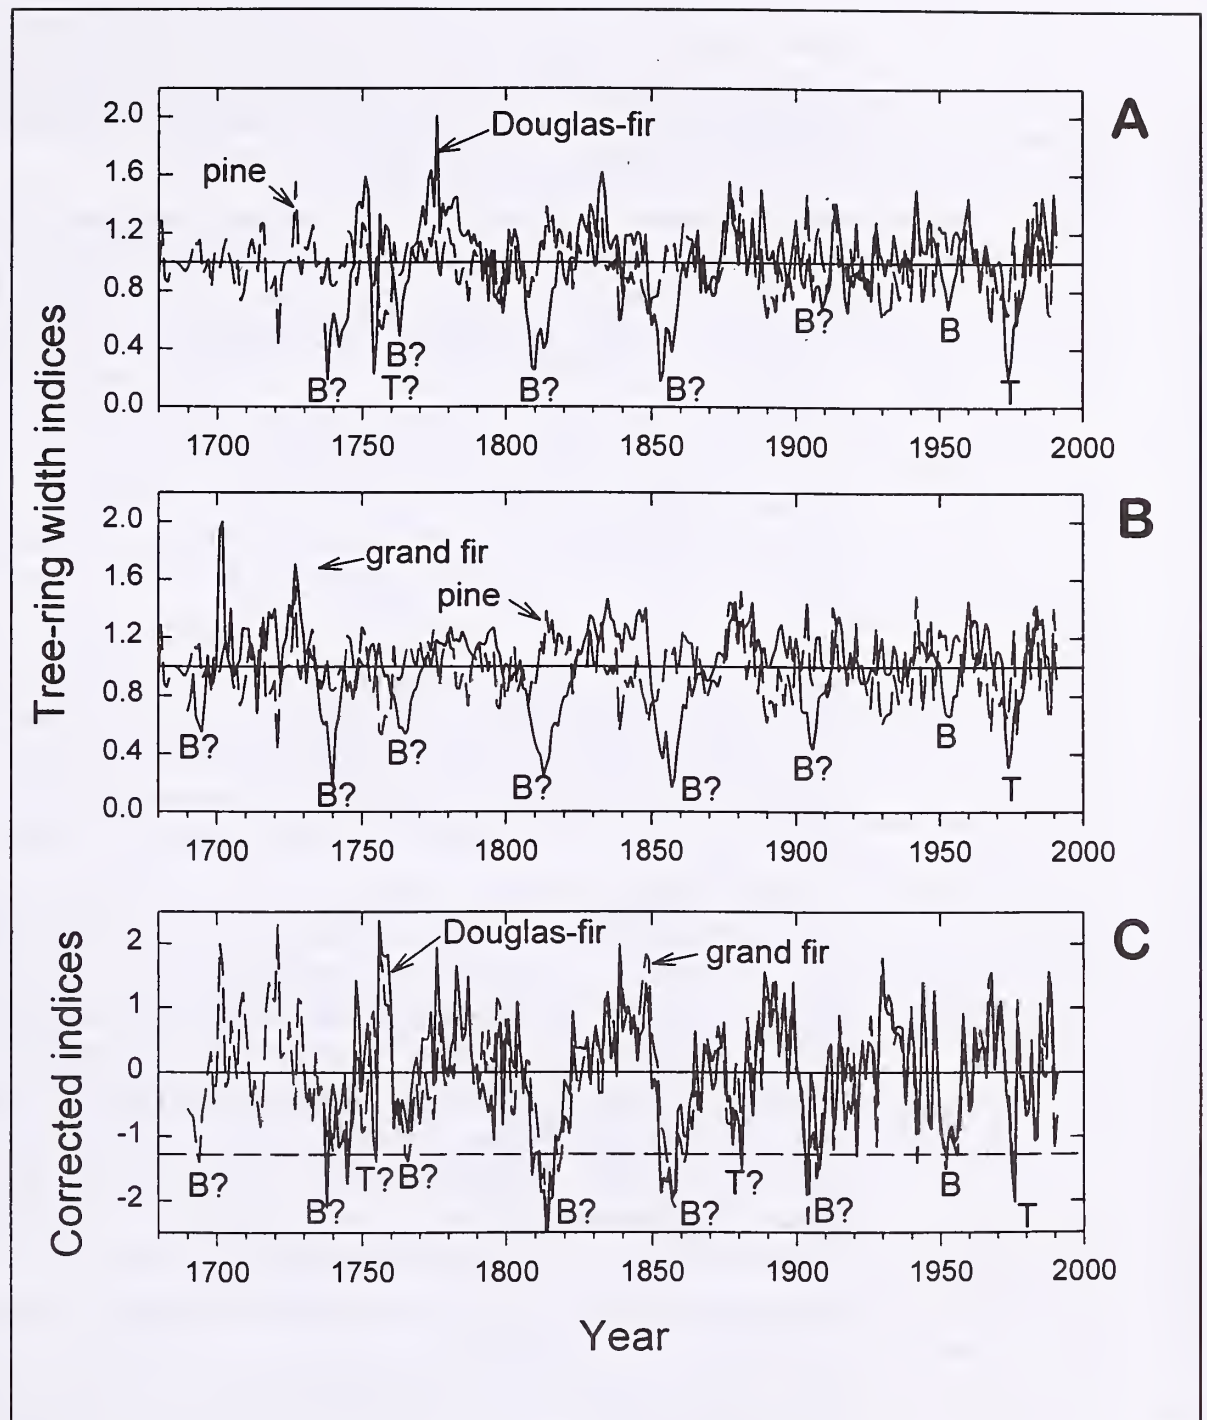 A
2.0
1.6
1.2
0.8
0.4
0.0
Douglas-fir
pine
B?
T?
B?
B?
B?
B?
B
T
1700 1750 1800 1850 1900 1950 2000
Tree-ring width indices
B
2.0
1.6
1.2
0.8
0.4
0.0
grand fir
pine
B?
B?
B?
B?
B?
B?
B
T
1700 1750 1800 1850 1900 1950 2000
C
Corrected indices
2
1
0
-1
-2
Douglas-fir
grand fir
B?
B?
T?
B?
B?
B?
T?
B?
B
T
1700 1750 1800 1850 1900 1950 2000
Year